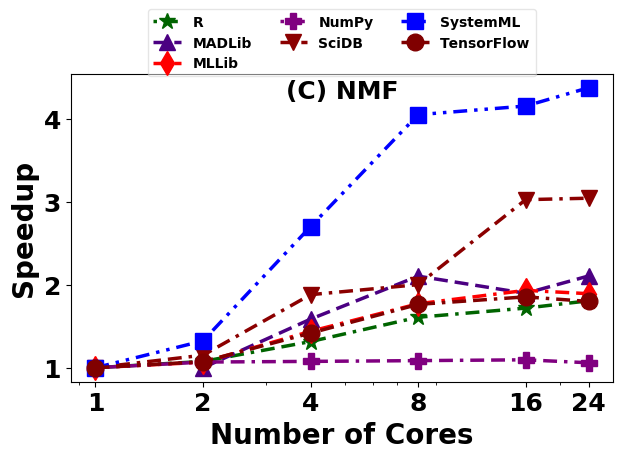 R NumPy SystemML
MADLib SciDB TensorFlow
MLLib
(C) NMF
Speedup
4
3
2
1
1 2 4 8 16 24
Number of Cores